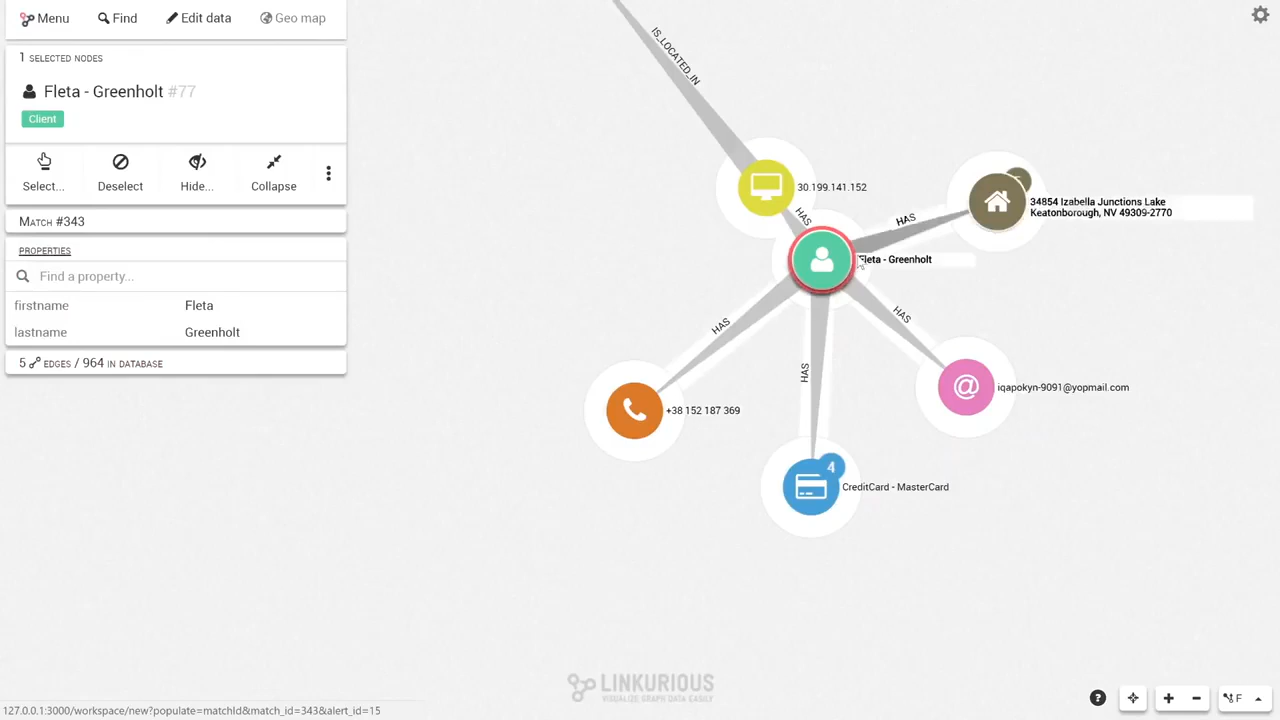 Menu
Find
Edit data
Geo map
1 SELECTED NODES
Fleta - Greenholt #77
Client
Select...
Deselect
Hide...
Collapse
MATCH #343
PROPERTIES
Find a property...
firstname Fleta
lastname Greenholt
5 EDGES / 964 IN DATABASE
IS_LOCATED_IN
30.199.141.152
HAS
HAS
34854 Izabella Junctions Lake
Keatonborough, NV 49309-2770
Fleta - Greenholt
HAS
HAS
HAS
@
iqapokyn-9091@yopmail.com
+38 152 187 369
4
CreditCard - MasterCard
LINKURIOUS
VISUALIZE GRAPH DATA EASILY
127.0.0.1:3000/workspace/new?populate=matchId&match_id=343&alert_id=15
?
F